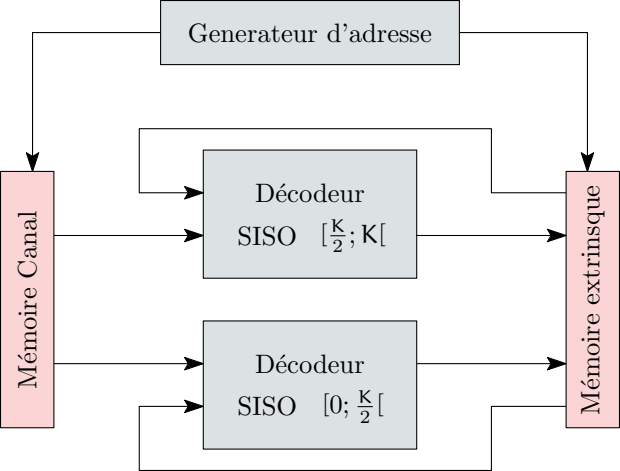 Generateur d'adresse
Mémoire Canal
Décodeur
SISO [K/2; K[
Décodeur
SISO [0; K/2[
Mémoire extrinsque